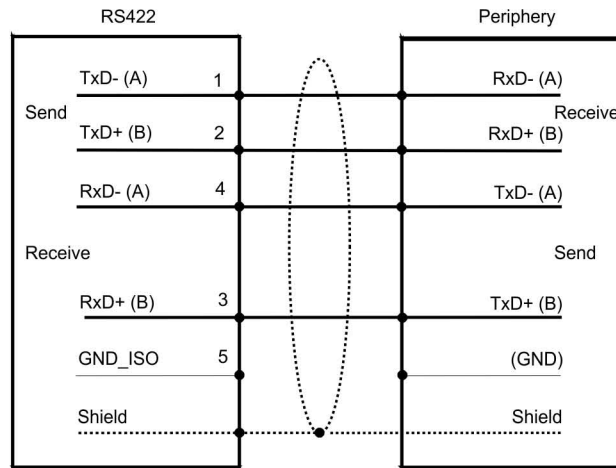 RS422 Periphery
TxD- (A) 1 RxD- (A)
Send Receive
TxD+ (B) 2 RxD+ (B)
RxD- (A) 4 TxD- (A)
Receive Send
RxD+ (B) 3 TxD+ (B)
GND_ISO 5 (GND)
Shield Shield